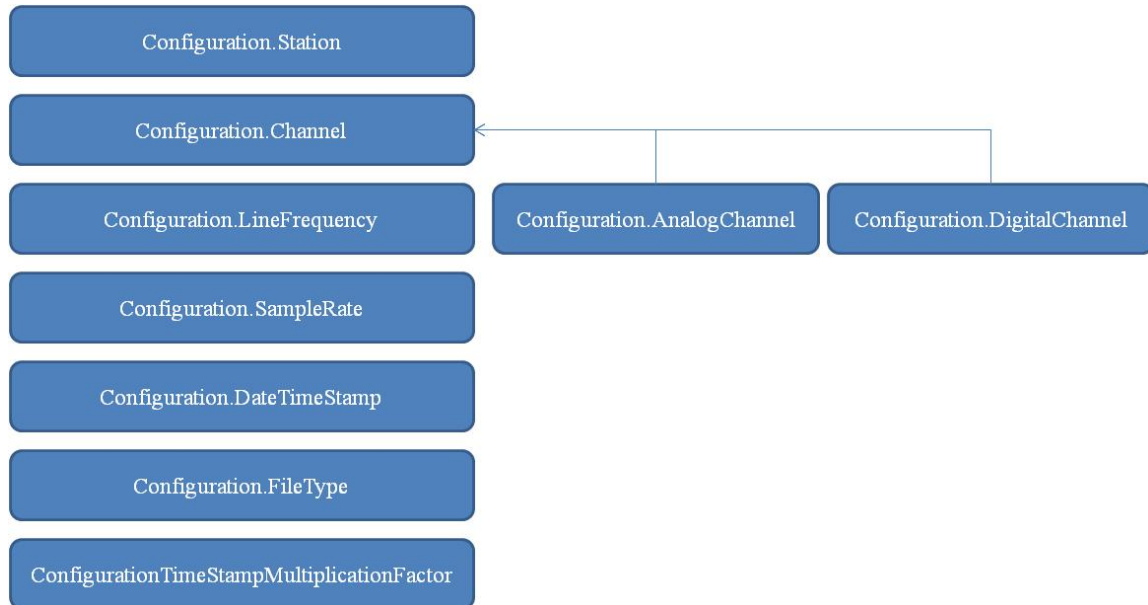 Configuration.Station
Configuration.Channel
Configuration.LineFrequency
Configuration.AnalogChannel
Configuration.DigitalChannel
Configuration.SampleRate
Configuration.DateTimeStamp
Configuration.FileType
ConfigurationTimeStampMultiplicationFactor